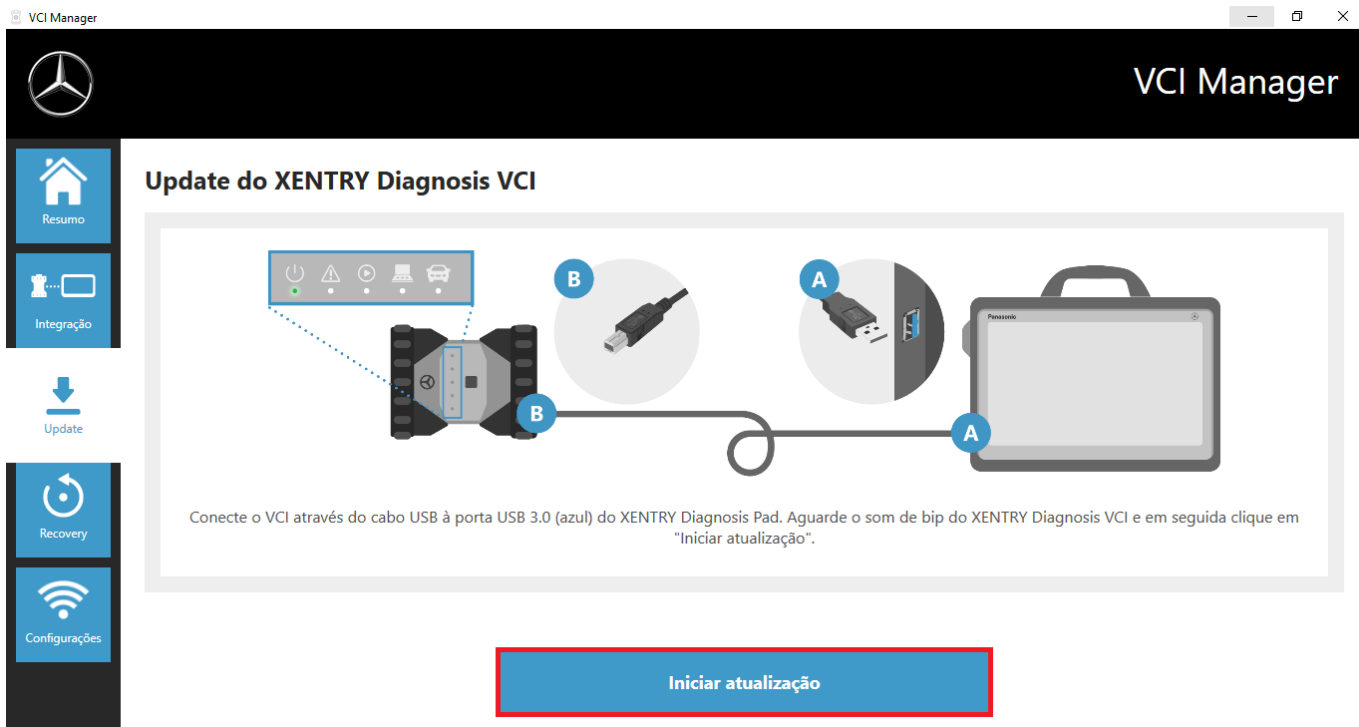 VCI Manager
VCI Manager
Resumo
Integração
Update
Recovery
Configurações
Update do XENTRY Diagnosis VCI
B
A
Panasonic
B
A
Conecte o VCI através do cabo USB à porta USB 3.0 (azul) do XENTRY Diagnosis Pad. Aguarde o som de bip do XENTRY Diagnosis VCI e em seguida clique em
"Iniciar atualização".
Iniciar atualização